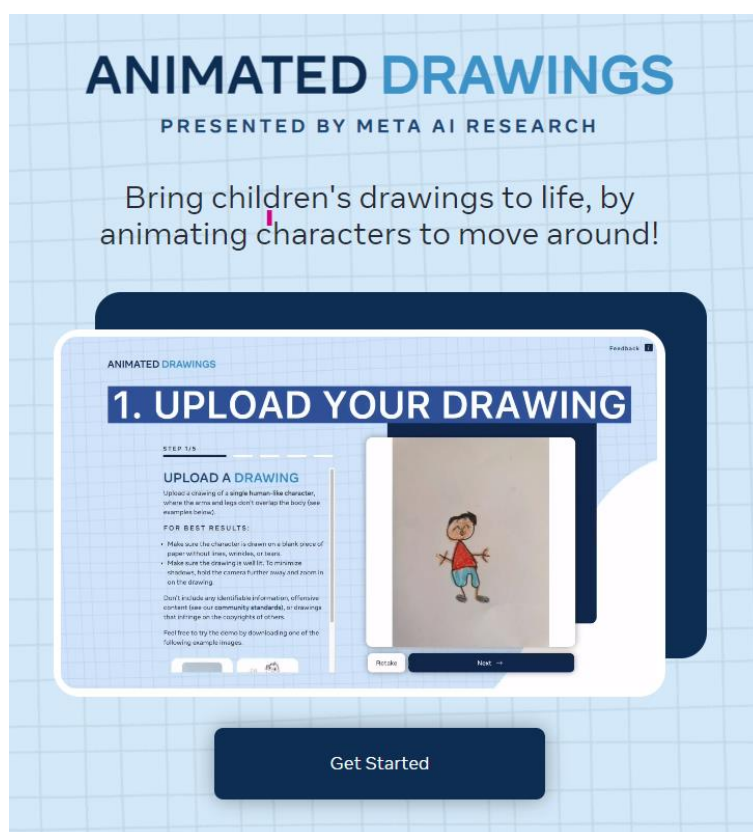 ANIMATED DRAWINGS
PRESENTED BY META AI RESEARCH
Bring children's drawings to life, by
animating characters to move around!
Feedback
ANIMATED DRAWINGS
1. UPLOAD YOUR DRAWING
STEP 1/5
UPLOAD A DRAWING
Upload a drawing of a single human-like character,
where the arms and legs don't overlap the body (see
examples below).
FOR BEST RESULTS:
• Make sure the character is drawn on a blank piece of
paper without lines, wrinkles, or tears.
• Make sure the drawing is well lit. To minimize
shadows, hold the camera further away and zoom in
on the drawing.
Don't include any identifiable information, offensive
content (see our community standards), or drawings
that infringe on the copyrights of others.
Feel free to try the demo by downloading one of the
following example images.
Retake
Next →
Get Started